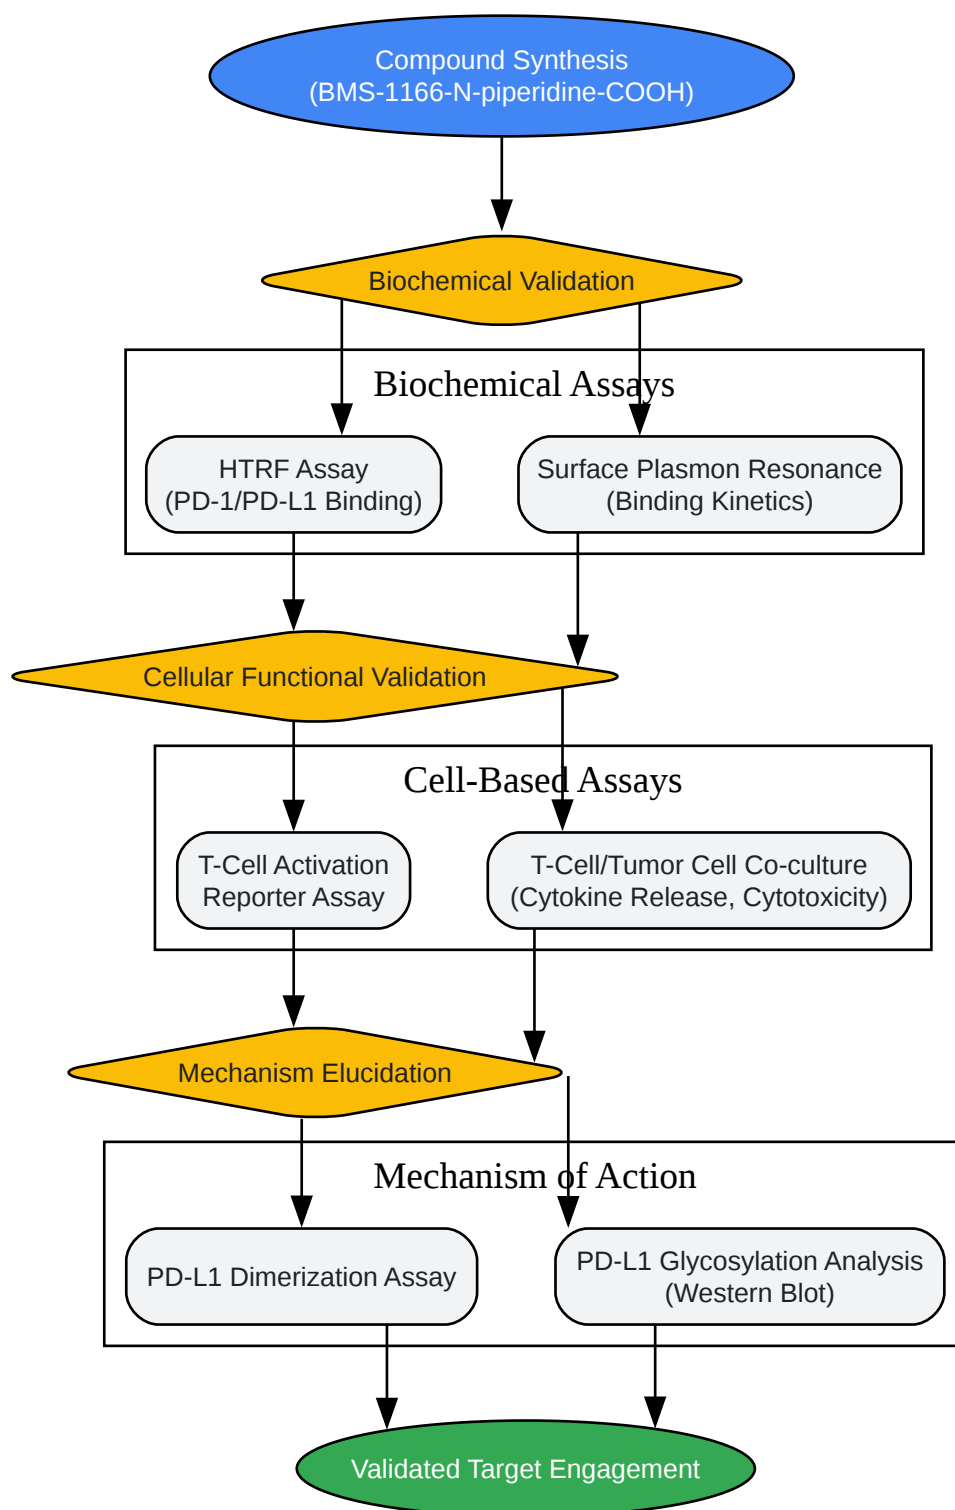 Compound Synthesis
(BMS-1166-N-piperidine-COOH)
Biochemical Validation
Biochemical Assays
HTRF Assay
(PD-1/PD-L1 Binding)
Surface Plasmon Resonance
(Binding Kinetics)
Cellular Functional Validation
Cell-Based Assays
T-Cell Activation
Reporter Assay
T-Cell/Tumor Cell Co-culture
(Cytokine Release, Cytotoxicity)
Mechanism Elucidation
Mechanism of Action
PD-L1 Dimerization Assay
PD-L1 Glycosylation Analysis
(Western Blot)
Validated Target Engagement